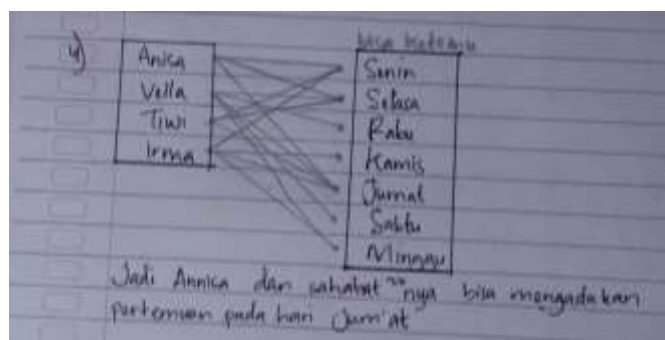 4)
bisa ketemu
Anisa
Vella
Tiwi
Irma
Senin
Selasa
Rabu
Kamis
Jumat
Sabtu
Minggu
Jadi Annisa dan sahabat"nya bisa mengadakan
pertemuan pada hari Jum'at